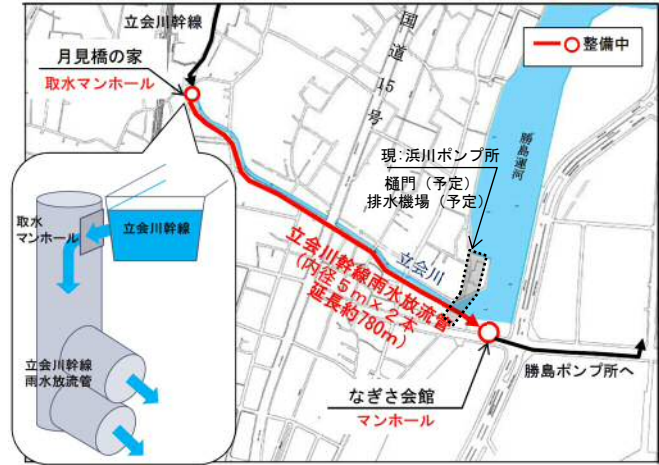 立会川幹線
月見橋の家
取水マンホール
整備中
国道15号
勝島運河
現:浜川ポンプ所
樋門(予定)
排水機場(予定)
取水
マンホール
立会川幹線
立会川
立会川幹線雨水放流管
(内径5m×2本
延長約780m)
立会川幹線
雨水放流管
なぎさ会館
マンホール
勝島ポンプ所へ